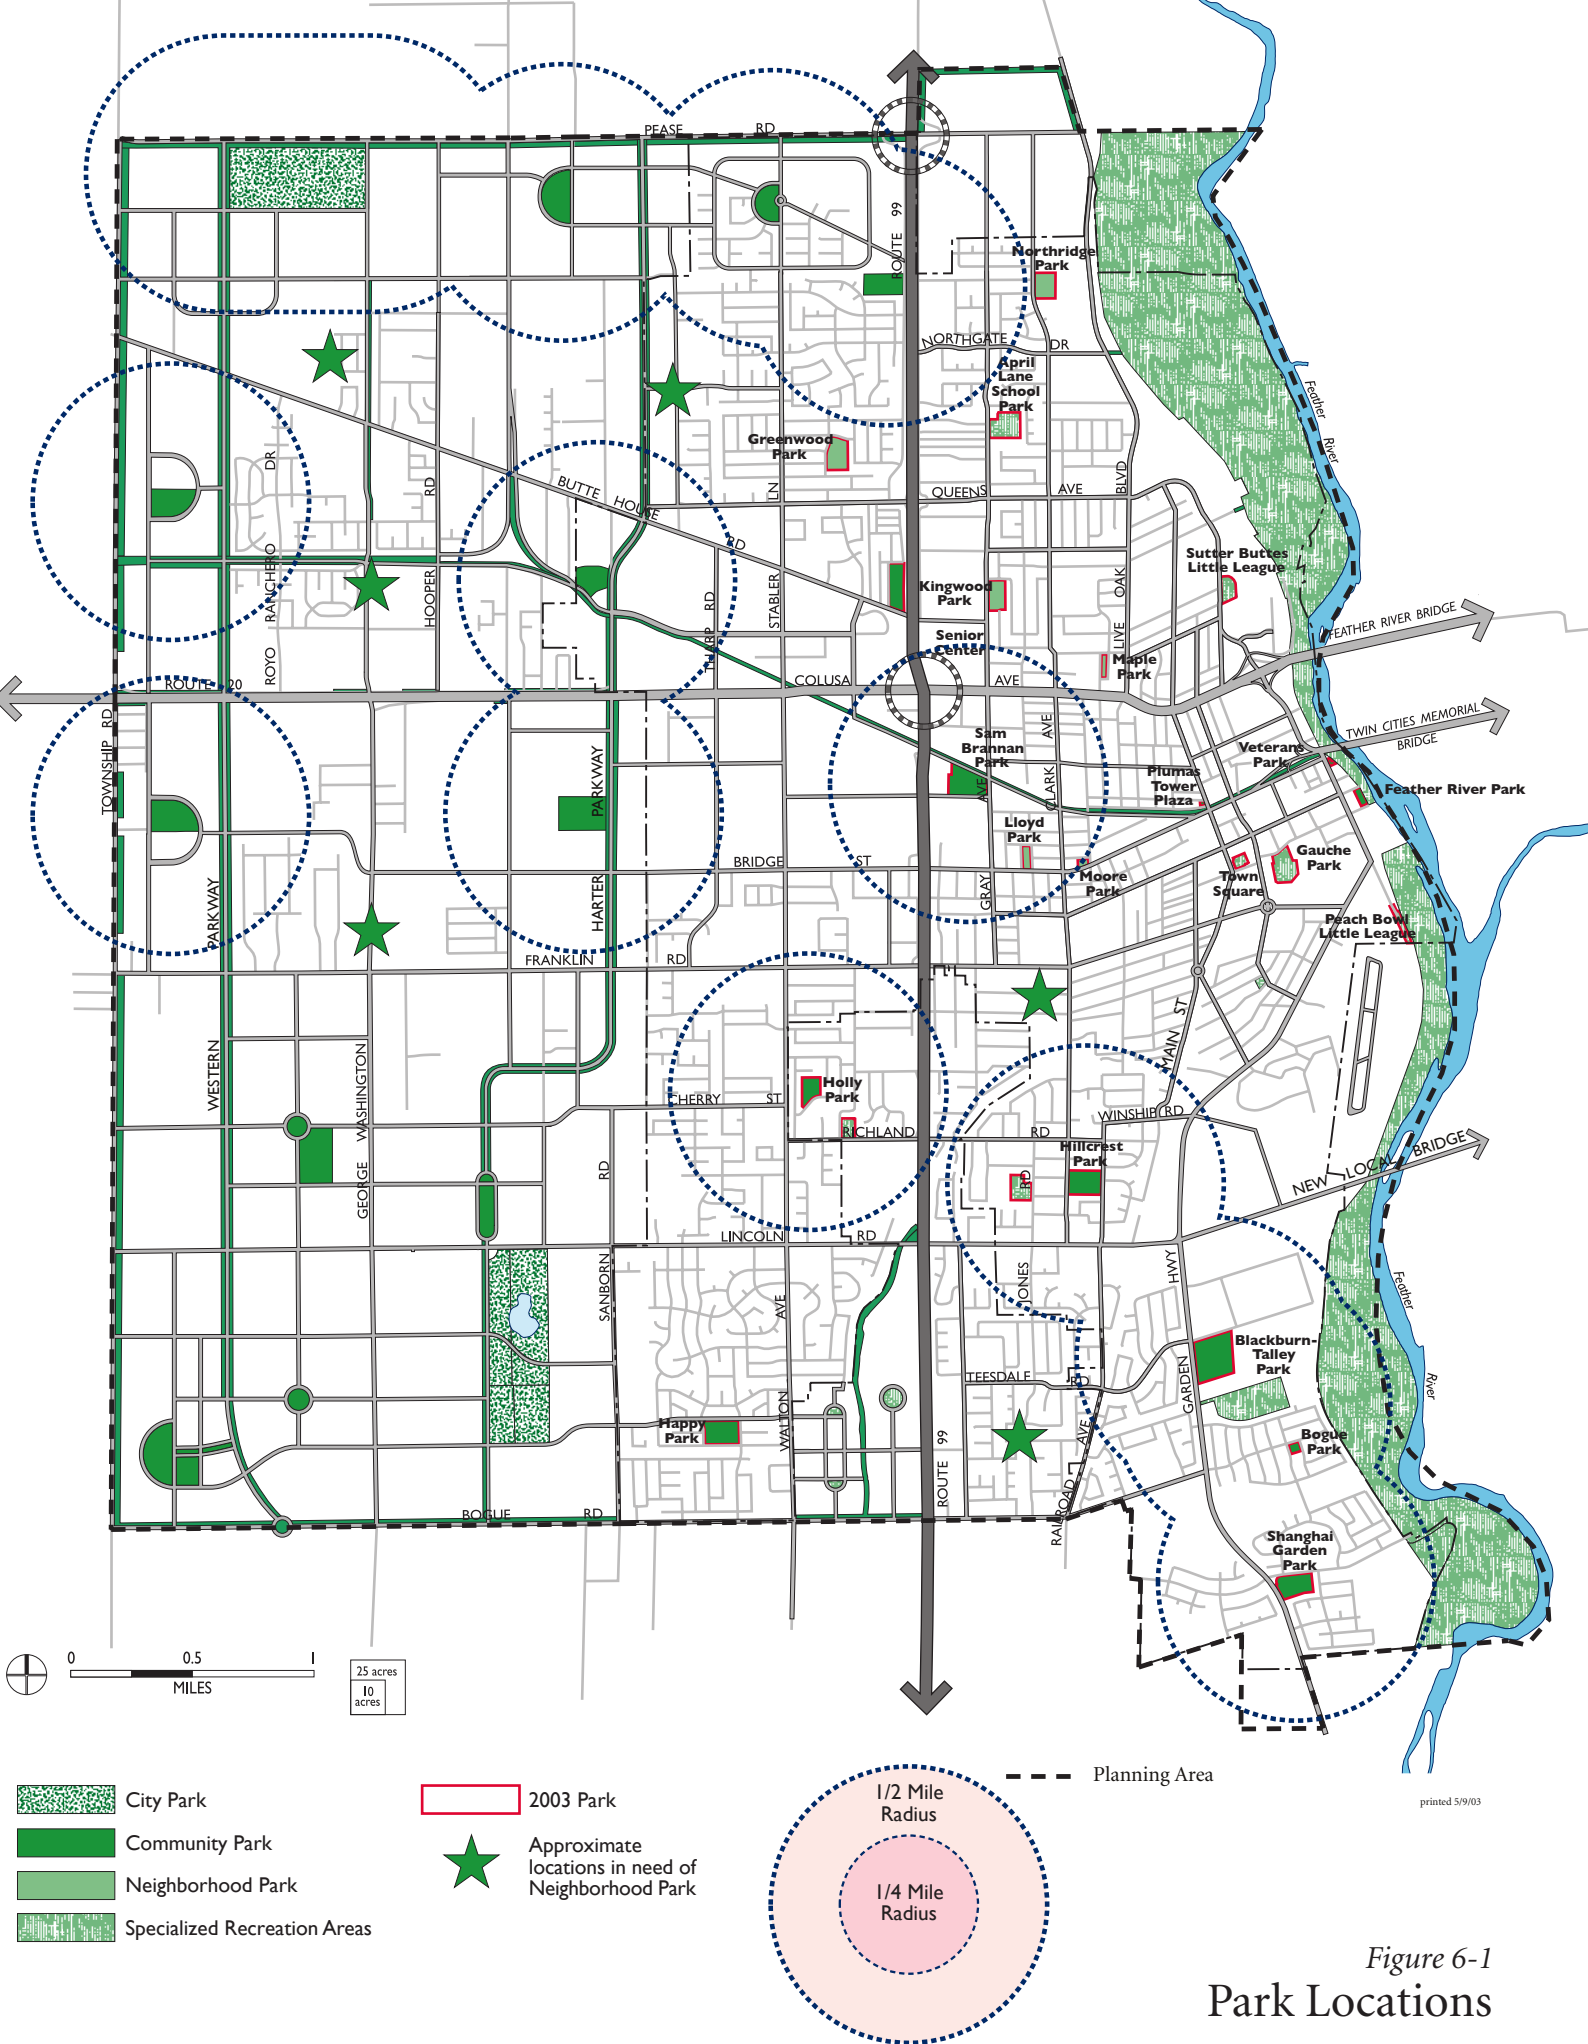 PEASE RD
ROUTE 99
Northridge
Park
NORTHGATE DR
April
Lane
School
Park
Greenwood
Park
Feather
River
DR
RD
LN
BLVD
QUEENS AVE
BUTTE HOUSE RD
Sutter Buttes
Little League
ROYO RANCHERO
HOOPER
THARP RD
STABLER
Kingwood
Park
LIVE OAK
FEATHER RIVER BRIDGE
Senior
Center
Maple
Park
ROUTE 20
COLUSA AVE
TOWNSHIP RD
TWIN CITIES MEMORIAL
BRIDGE
Sam
Brannan
Park
AVE
CLARK AVE
Veterans
Park
Plumas
Tower
Plaza
Feather River Park
HARTER PARKWAY
Lloyd
Park
BRIDGE ST
GRAY
Moore
Park
Town
Square
Gauche
Park
Peach Bowl
Little League
WESTERN PARKWAY
FRANKLIN RD
MAIN ST
GEORGE WASHINGTON
Holly
Park
CHERRY ST
RICHLAND RD
WINSHIP RD
Hillcrest
Park
RD
RD
NEW LOCAL BRIDGE
LINCOLN RD
SANBORN
AVE
JONES
HWY
Feather
River
Blackburn-
Talley
Park
TEESDALE RD
GARDEN
WALTON
Happy
Park
ROUTE 99
AVE
Bogue
Park
BOGUE RD
RAILROAD
Shanghai
Garden
Park
0 0.5 1
MILES
25 acres
10
acres
City Park
Community Park
Neighborhood Park
Specialized Recreation Areas
2003 Park
Approximate
locations in need of
Neighborhood Park
1/2 Mile
Radius
1/4 Mile
Radius
Planning Area
printed 5/9/03
Figure 6-1
Park Locations